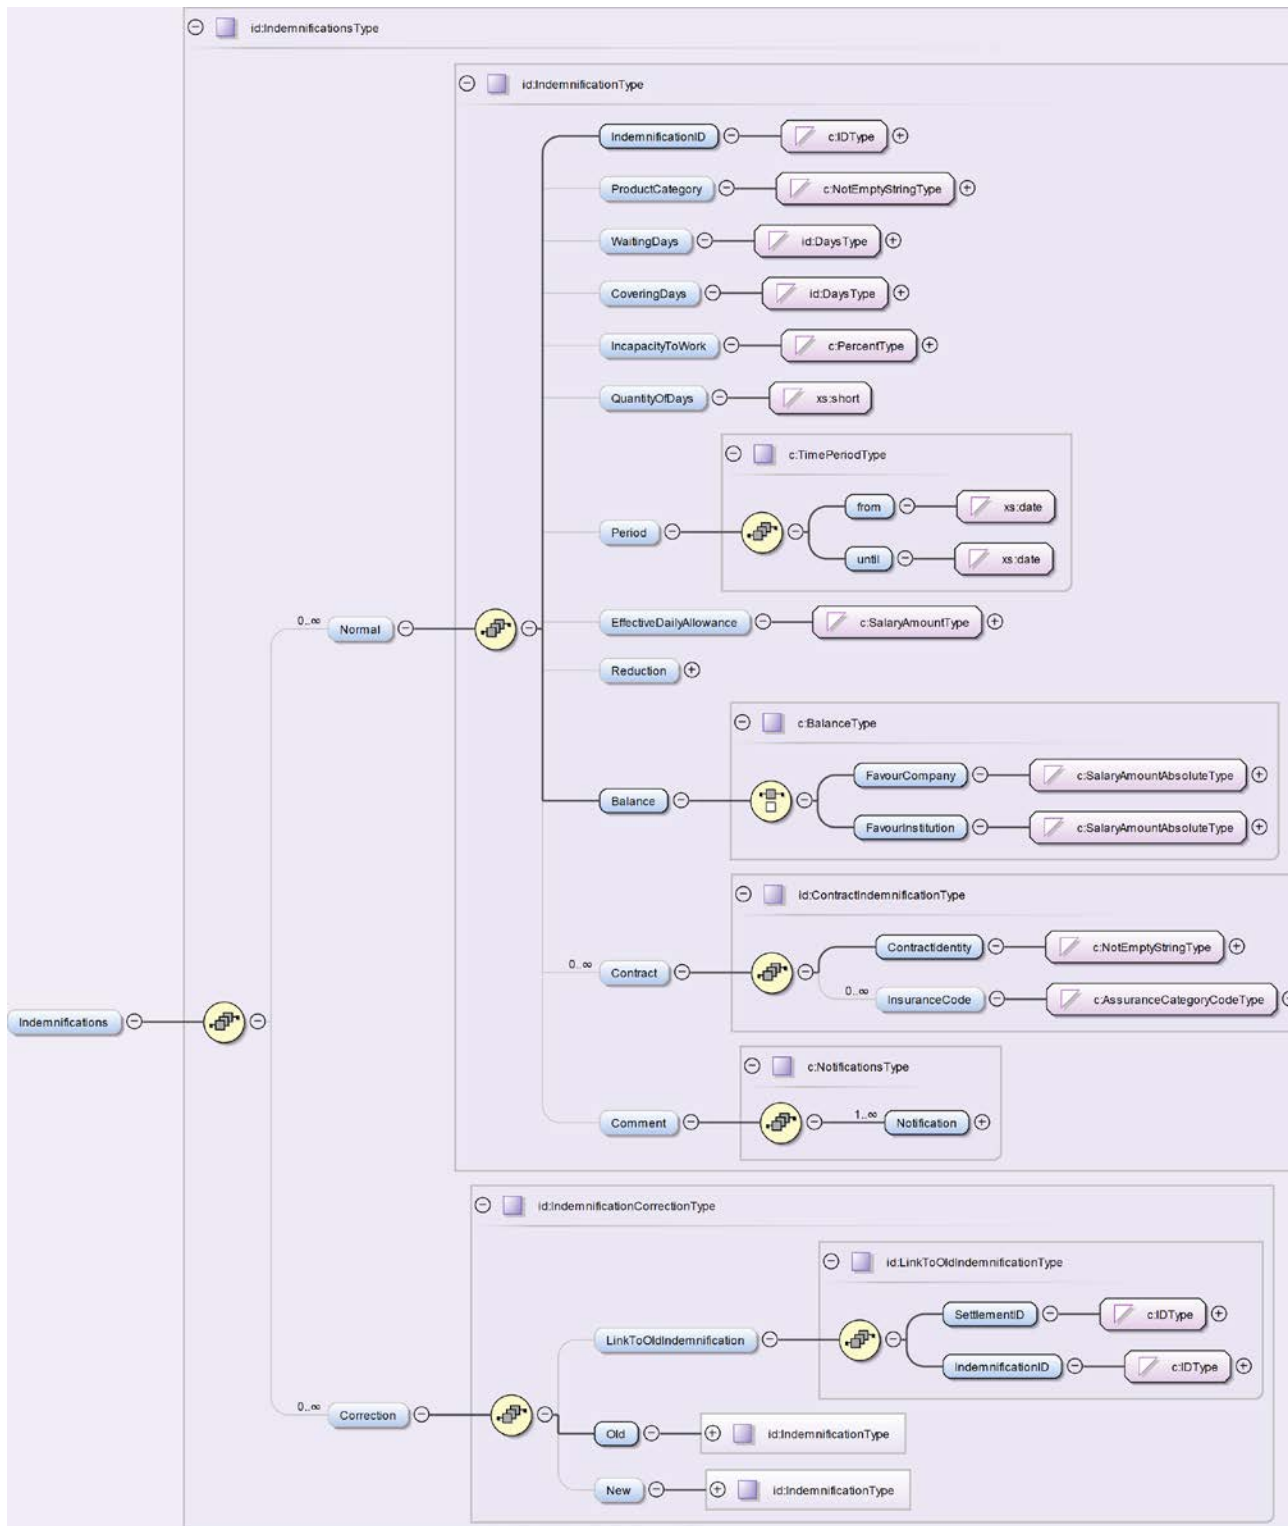 id:IndemnificationsType
id:IndemnificationType
IndemnificationID c:IDType
ProductCategory c:NotEmptyStringType
WaitingDays id:DaysType
CoveringDays id:DaysType
IncapacityToWork c:PercentType
QuantityOfDays xs:short
c:TimePeriodType
from xs:date
Period
until xs:date
0..∞ Normal
EffectiveDailyAllowance c:SalaryAmountType
Reduction
c:BalanceType
FavourCompany c:SalaryAmountAbsoluteType
Balance
FavourInstitution c:SalaryAmountAbsoluteType
id:ContractIndemnificationType
ContractIdentity c:NotEmptyStringType
0..∞ Contract
0..∞ InsuranceCode c:AssuranceCategoryCodeType
Indemnifications
c:NotificationsType
Comment 1..∞ Notification
id:IndemnificationCorrectionType
id:LinkToOldIndemnificationType
SettlementID c:IDType
LinkToOldIndemnification
IndemnificationID c:IDType
0..∞ Correction
Old id:IndemnificationType
New id:IndemnificationType